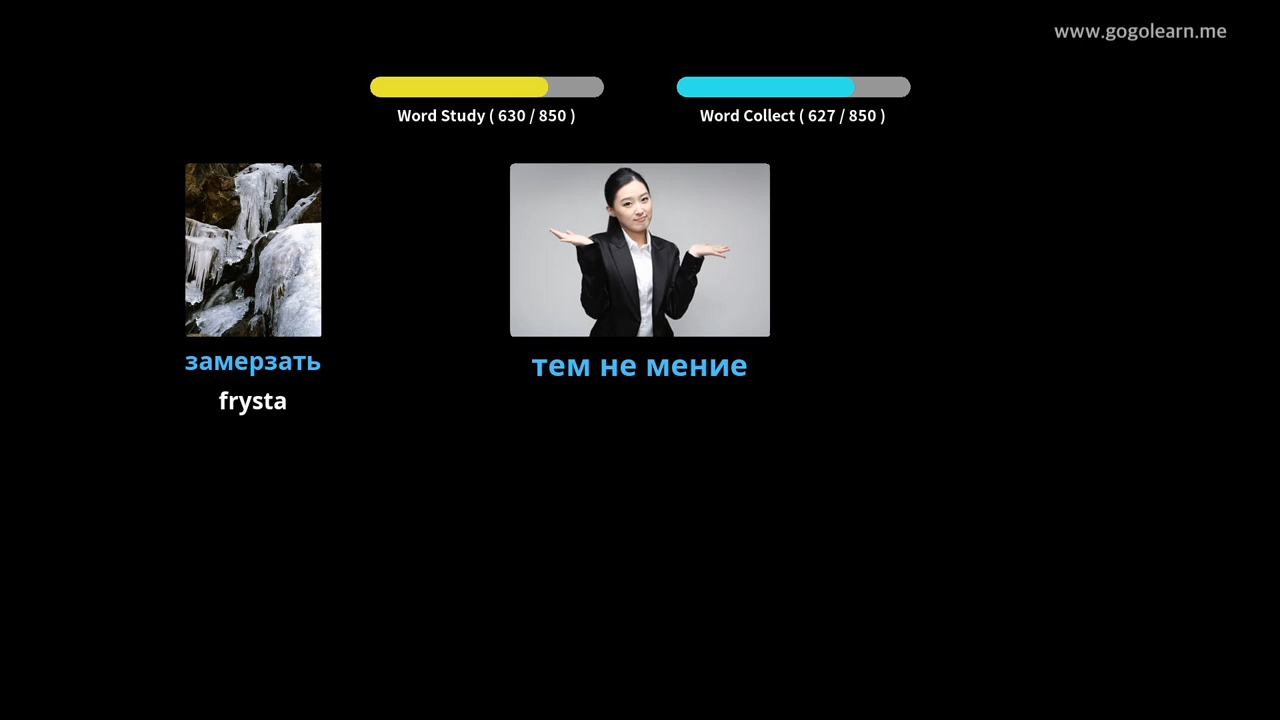 www.gogolearn.me
Word Study ( 630 / 850 )
Word Collect ( 627 / 850 )
замерзать
frysta
тем не мение